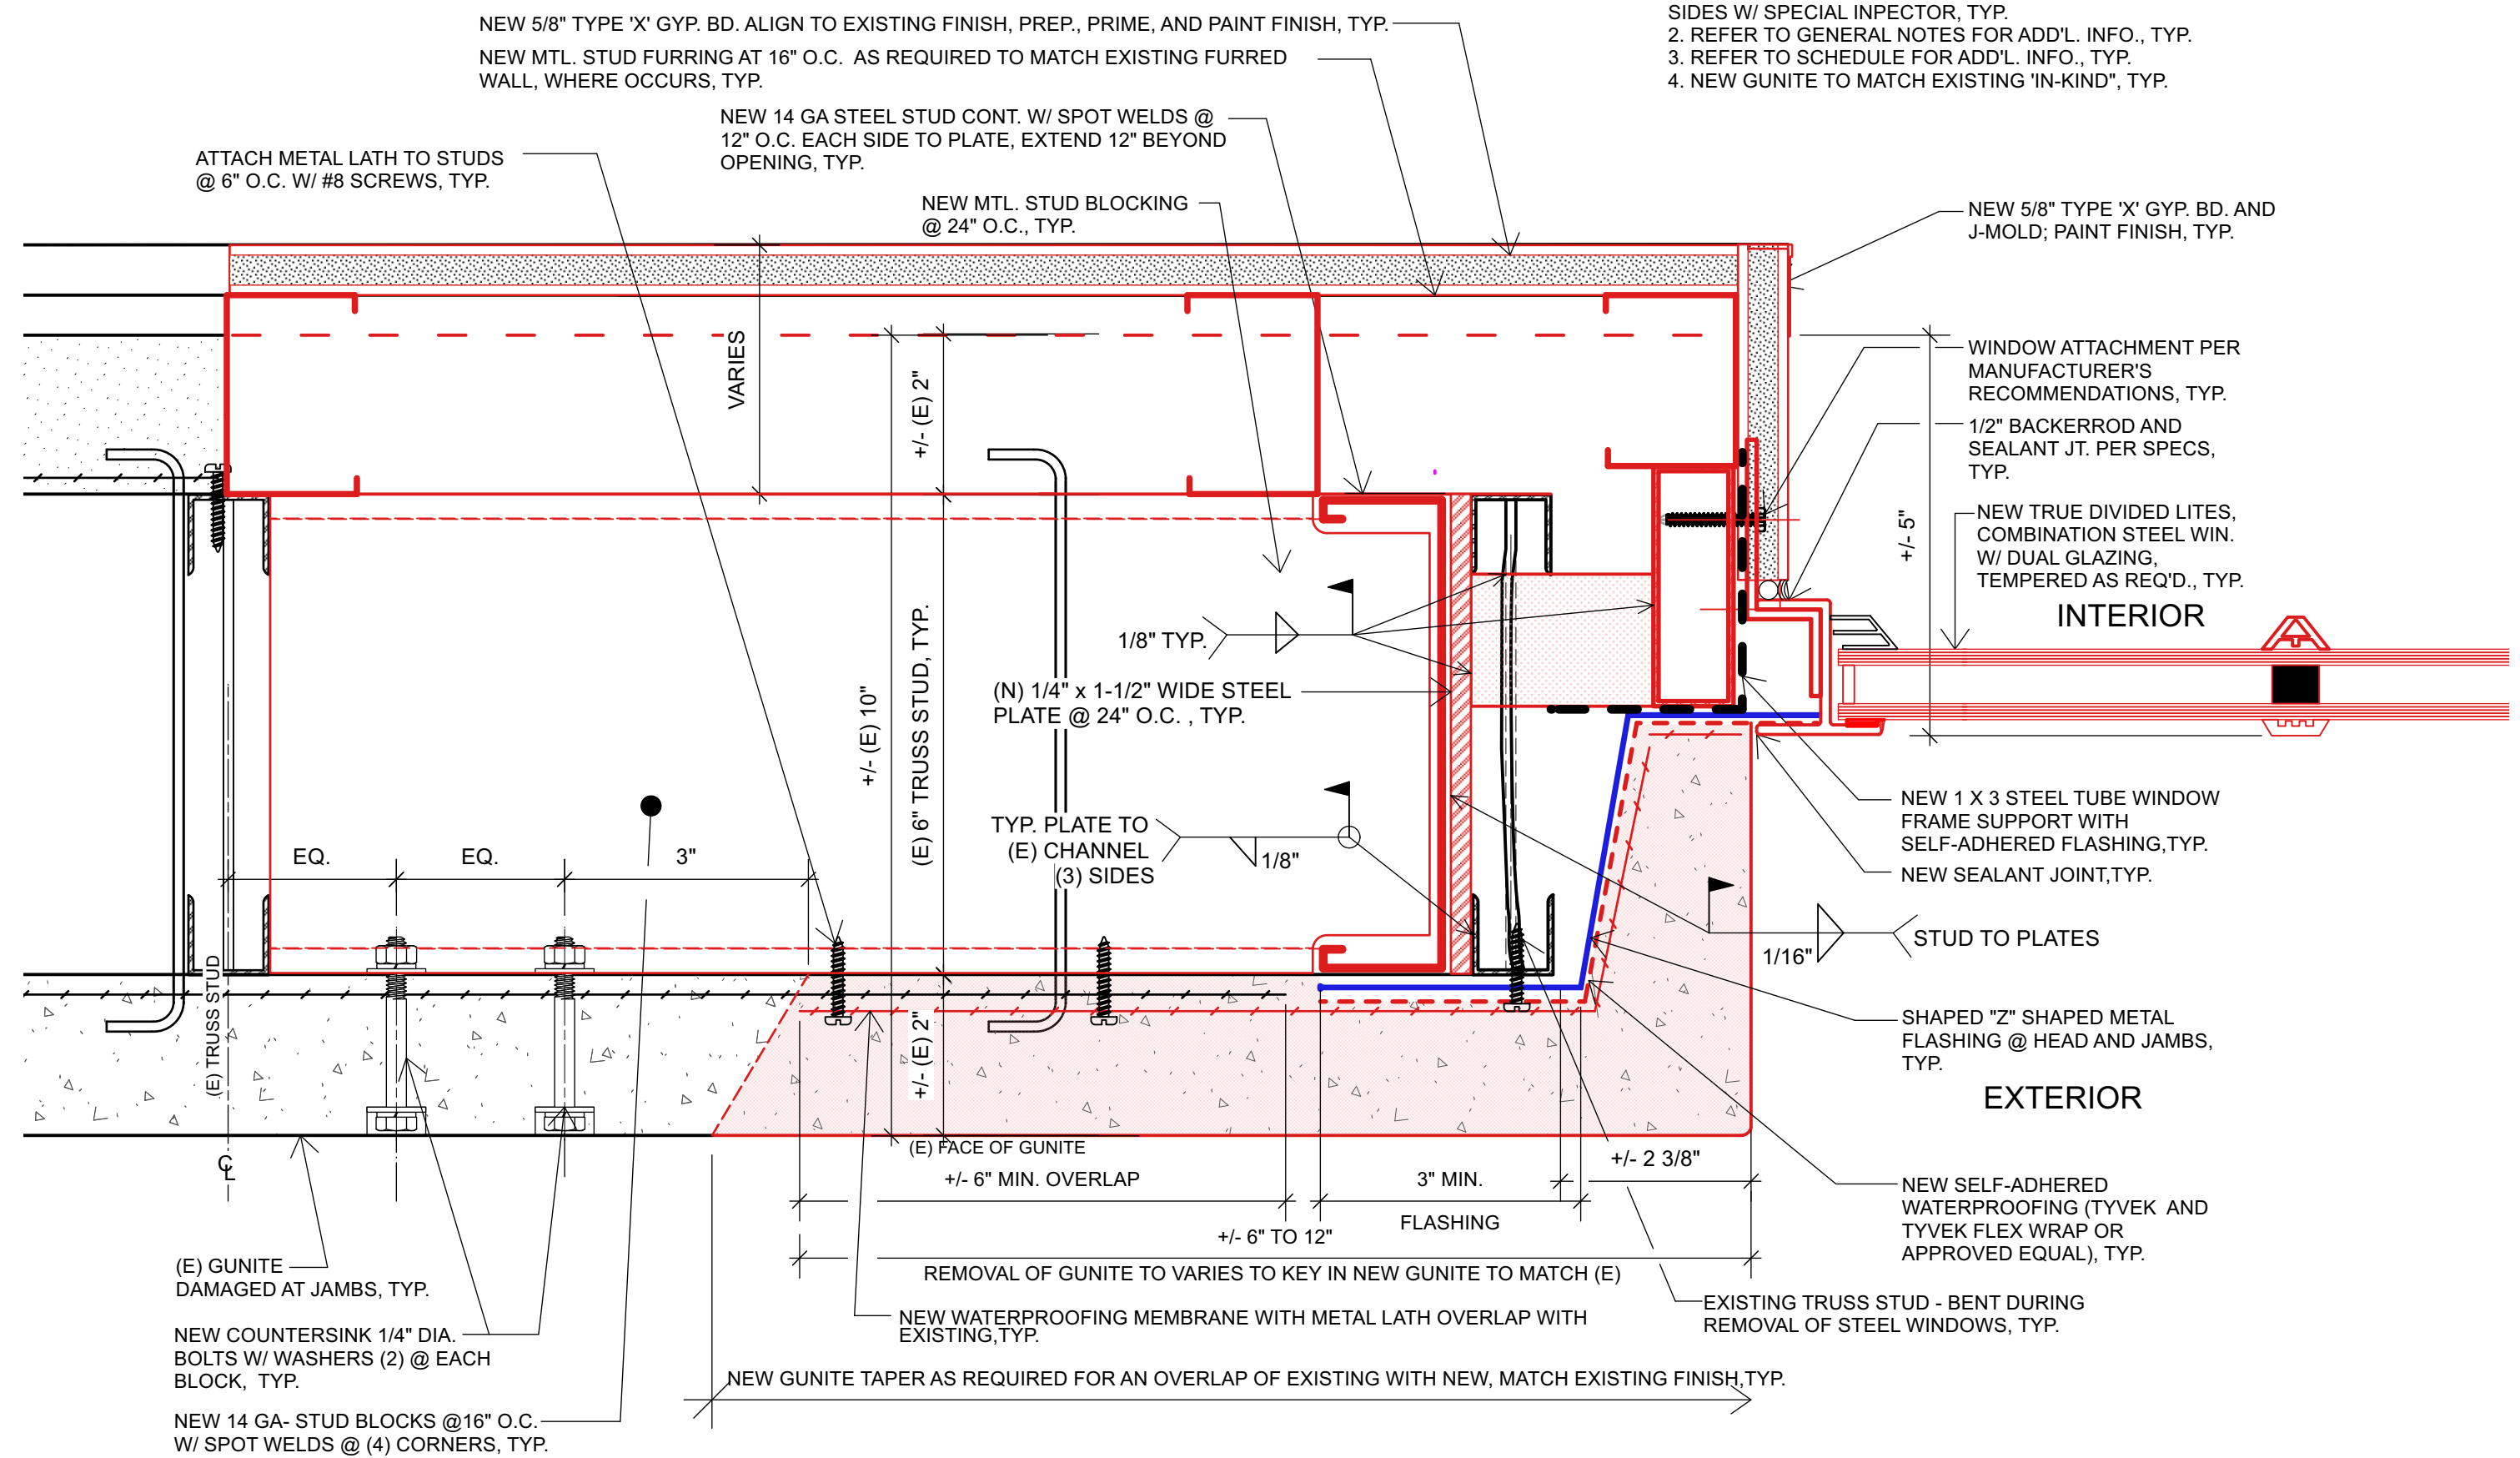 NEW 5/8" TYPE 'X' GYP. BD. ALIGN TO EXISTING FINISH, PREP., PRIME, AND PAINT FINISH, TYP.
NEW MTL. STUD FURRING AT 16" O.C. AS REQUIRED TO MATCH EXISTING FURRED
WALL, WHERE OCCURS, TYP.
SIDES W/ SPECIAL INPECTOR, TYP.
2. REFER TO GENERAL NOTES FOR ADD'L. INFO., TYP.
3. REFER TO SCHEDULE FOR ADD'L. INFO., TYP.
4. NEW GUNITE TO MATCH EXISTING 'IN-KIND", TYP.
NEW 14 GA STEEL STUD CONT. W/ SPOT WELDS @
12" O.C. EACH SIDE TO PLATE, EXTEND 12" BEYOND
OPENING, TYP.
ATTACH METAL LATH TO STUDS
@ 6" O.C. W/ #8 SCREWS, TYP.
NEW MTL. STUD BLOCKING
@ 24" O.C., TYP.
NEW 5/8" TYPE 'X' GYP. BD. AND
J-MOLD; PAINT FINISH, TYP.
VARIES
+/- (E) 2"
WINDOW ATTACHMENT PER
MANUFACTURER'S
RECOMMENDATIONS, TYP.
1/2" BACKERROD AND
SEALANT JT. PER SPECS,
TYP.
+/- 5"
NEW TRUE DIVIDED LITES,
COMBINATION STEEL WIN.
W/ DUAL GLAZING,
TEMPERED AS REQ'D., TYP.
INTERIOR
1/8" TYP.
+/- (E) 10"
(E) 6" TRUSS STUD, TYP.
(N) 1/4" x 1-1/2" WIDE STEEL
PLATE @ 24" O.C. , TYP.
TYP. PLATE TO
(E) CHANNEL
(3) SIDES
1/8"
EQ.
EQ.
3"
NEW 1 X 3 STEEL TUBE WINDOW
FRAME SUPPORT WITH
SELF-ADHERED FLASHING,TYP.
NEW SEALANT JOINT,TYP.
1/16"
STUD TO PLATES
(E) TRUSS STUD
+/- (E) 2"
SHAPED "Z" SHAPED METAL
FLASHING @ HEAD AND JAMBS,
TYP.
EXTERIOR
CL
(E) FACE OF GUNITE
+/- 6" MIN. OVERLAP
3" MIN.
FLASHING
+/- 2 3/8"
+/- 6" TO 12"
REMOVAL OF GUNITE TO VARIES TO KEY IN NEW GUNITE TO MATCH (E)
NEW SELF-ADHERED
WATERPROOFING (TYVEK AND
TYVEK FLEX WRAP OR
APPROVED EQUAL), TYP.
(E) GUNITE
DAMAGED AT JAMBS, TYP.
NEW WATERPROOFING MEMBRANE WITH METAL LATH OVERLAP WITH
EXISTING,TYP.
EXISTING TRUSS STUD - BENT DURING
REMOVAL OF STEEL WINDOWS, TYP.
NEW COUNTERSINK 1/4" DIA.
BOLTS W/ WASHERS (2) @ EACH
BLOCK, TYP.
NEW GUNITE TAPER AS REQUIRED FOR AN OVERLAP OF EXISTING WITH NEW, MATCH EXISTING FINISH,TYP.
NEW 14 GA- STUD BLOCKS @16" O.C.
W/ SPOT WELDS @ (4) CORNERS, TYP.